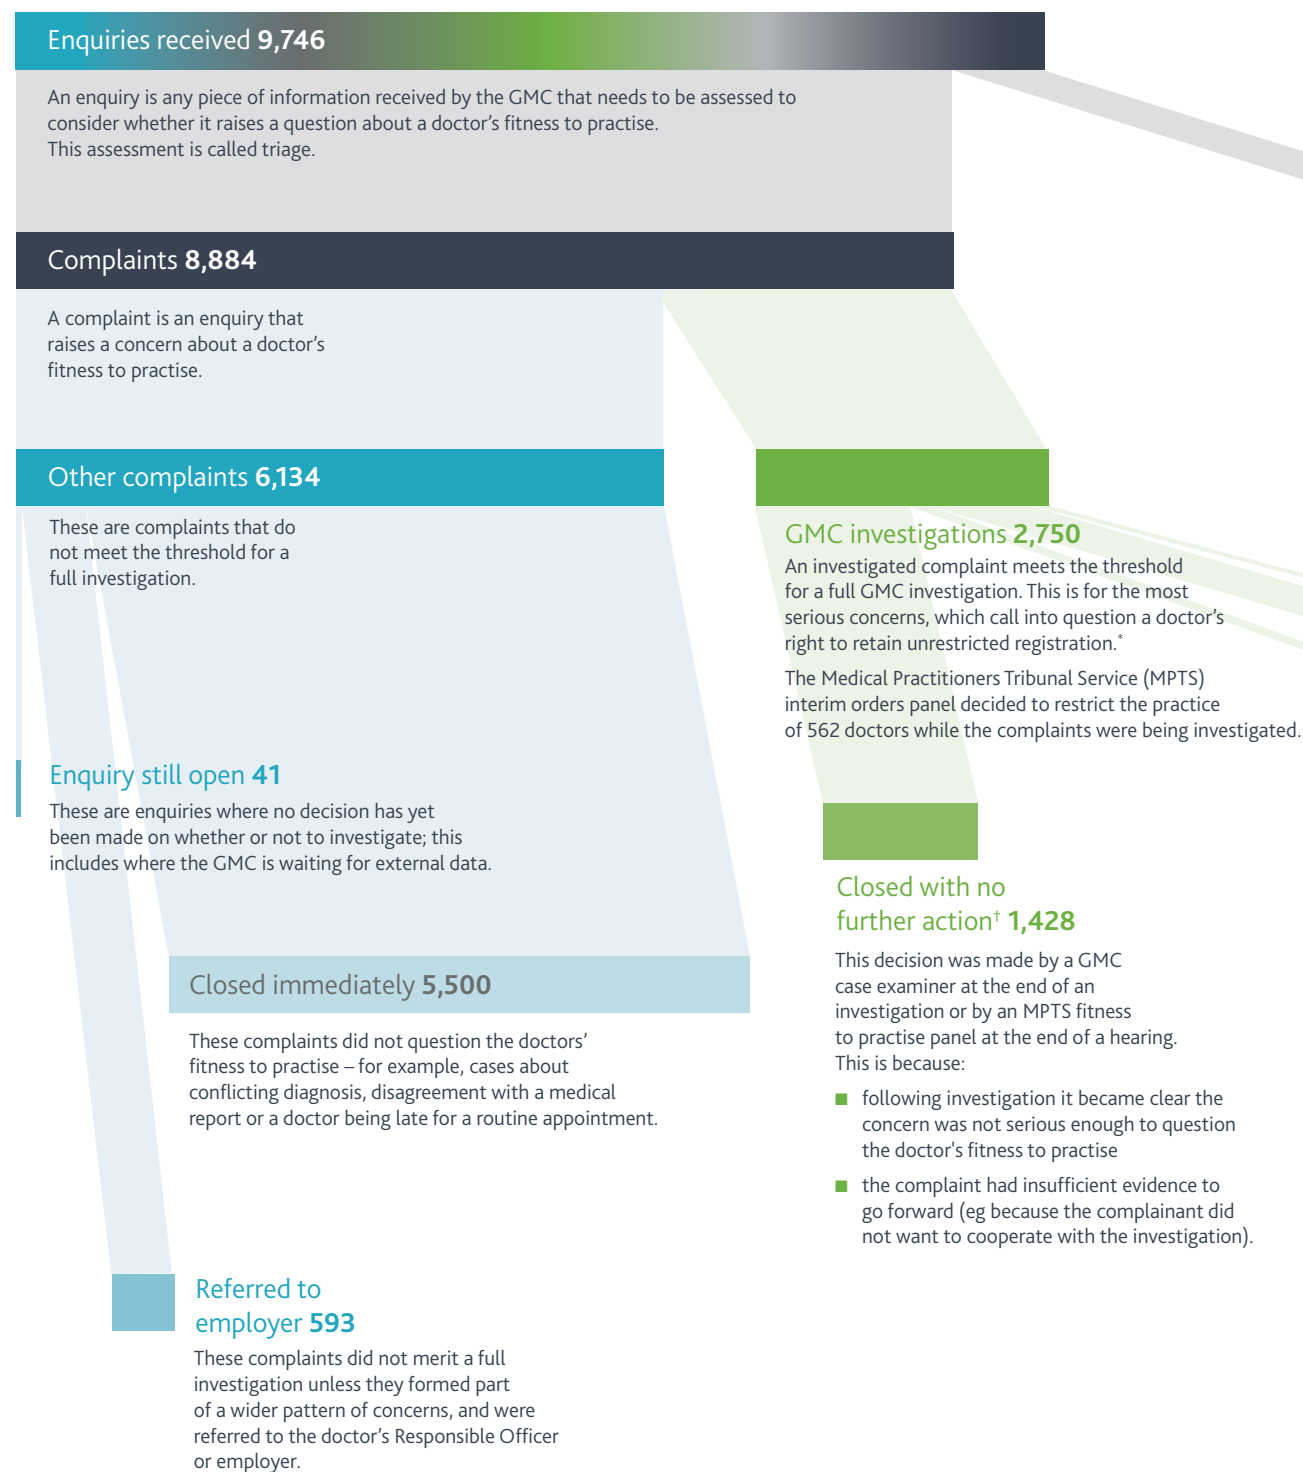 Enquiries received 9,746
An enquiry is any piece of information received by the GMC that needs to be assessed to
consider whether it raises a question about a doctor’s fitness to practise.
This assessment is called triage.
Complaints 8,884
A complaint is an enquiry that
raises a concern about a doctor’s
fitness to practise.
Other complaints 6,134
These are complaints that do
not meet the threshold for a
full investigation.
GMC investigations 2,750
An investigated complaint meets the threshold
for a full GMC investigation. This is for the most
serious concerns, which call into question a doctor’s
right to retain unrestricted registration.*
The Medical Practitioners Tribunal Service (MPTS)
interim orders panel decided to restrict the practice
of 562 doctors while the complaints were being investigated.
Enquiry still open 41
These are enquiries where no decision has yet
been made on whether or not to investigate; this
includes where the GMC is waiting for external data.
Closed with no
further action† 1,428
This decision was made by a GMC
case examiner at the end of an
investigation or by an MPTS fitness
to practise panel at the end of a hearing.
This is because:
■ following investigation it became clear the
concern was not serious enough to question
the doctor's fitness to practise
■ the complaint had insufficient evidence to
go forward (eg because the complainant did
not want to cooperate with the investigation).
Closed immediately 5,500
These complaints did not question the doctors’
fitness to practise – for example, cases about
conflicting diagnosis, disagreement with a medical
report or a doctor being late for a routine appointment.
Referred to
employer 593
These complaints did not merit a full
investigation unless they formed part
of a wider pattern of concerns, and were
referred to the doctor’s Responsible Officer
or employer.